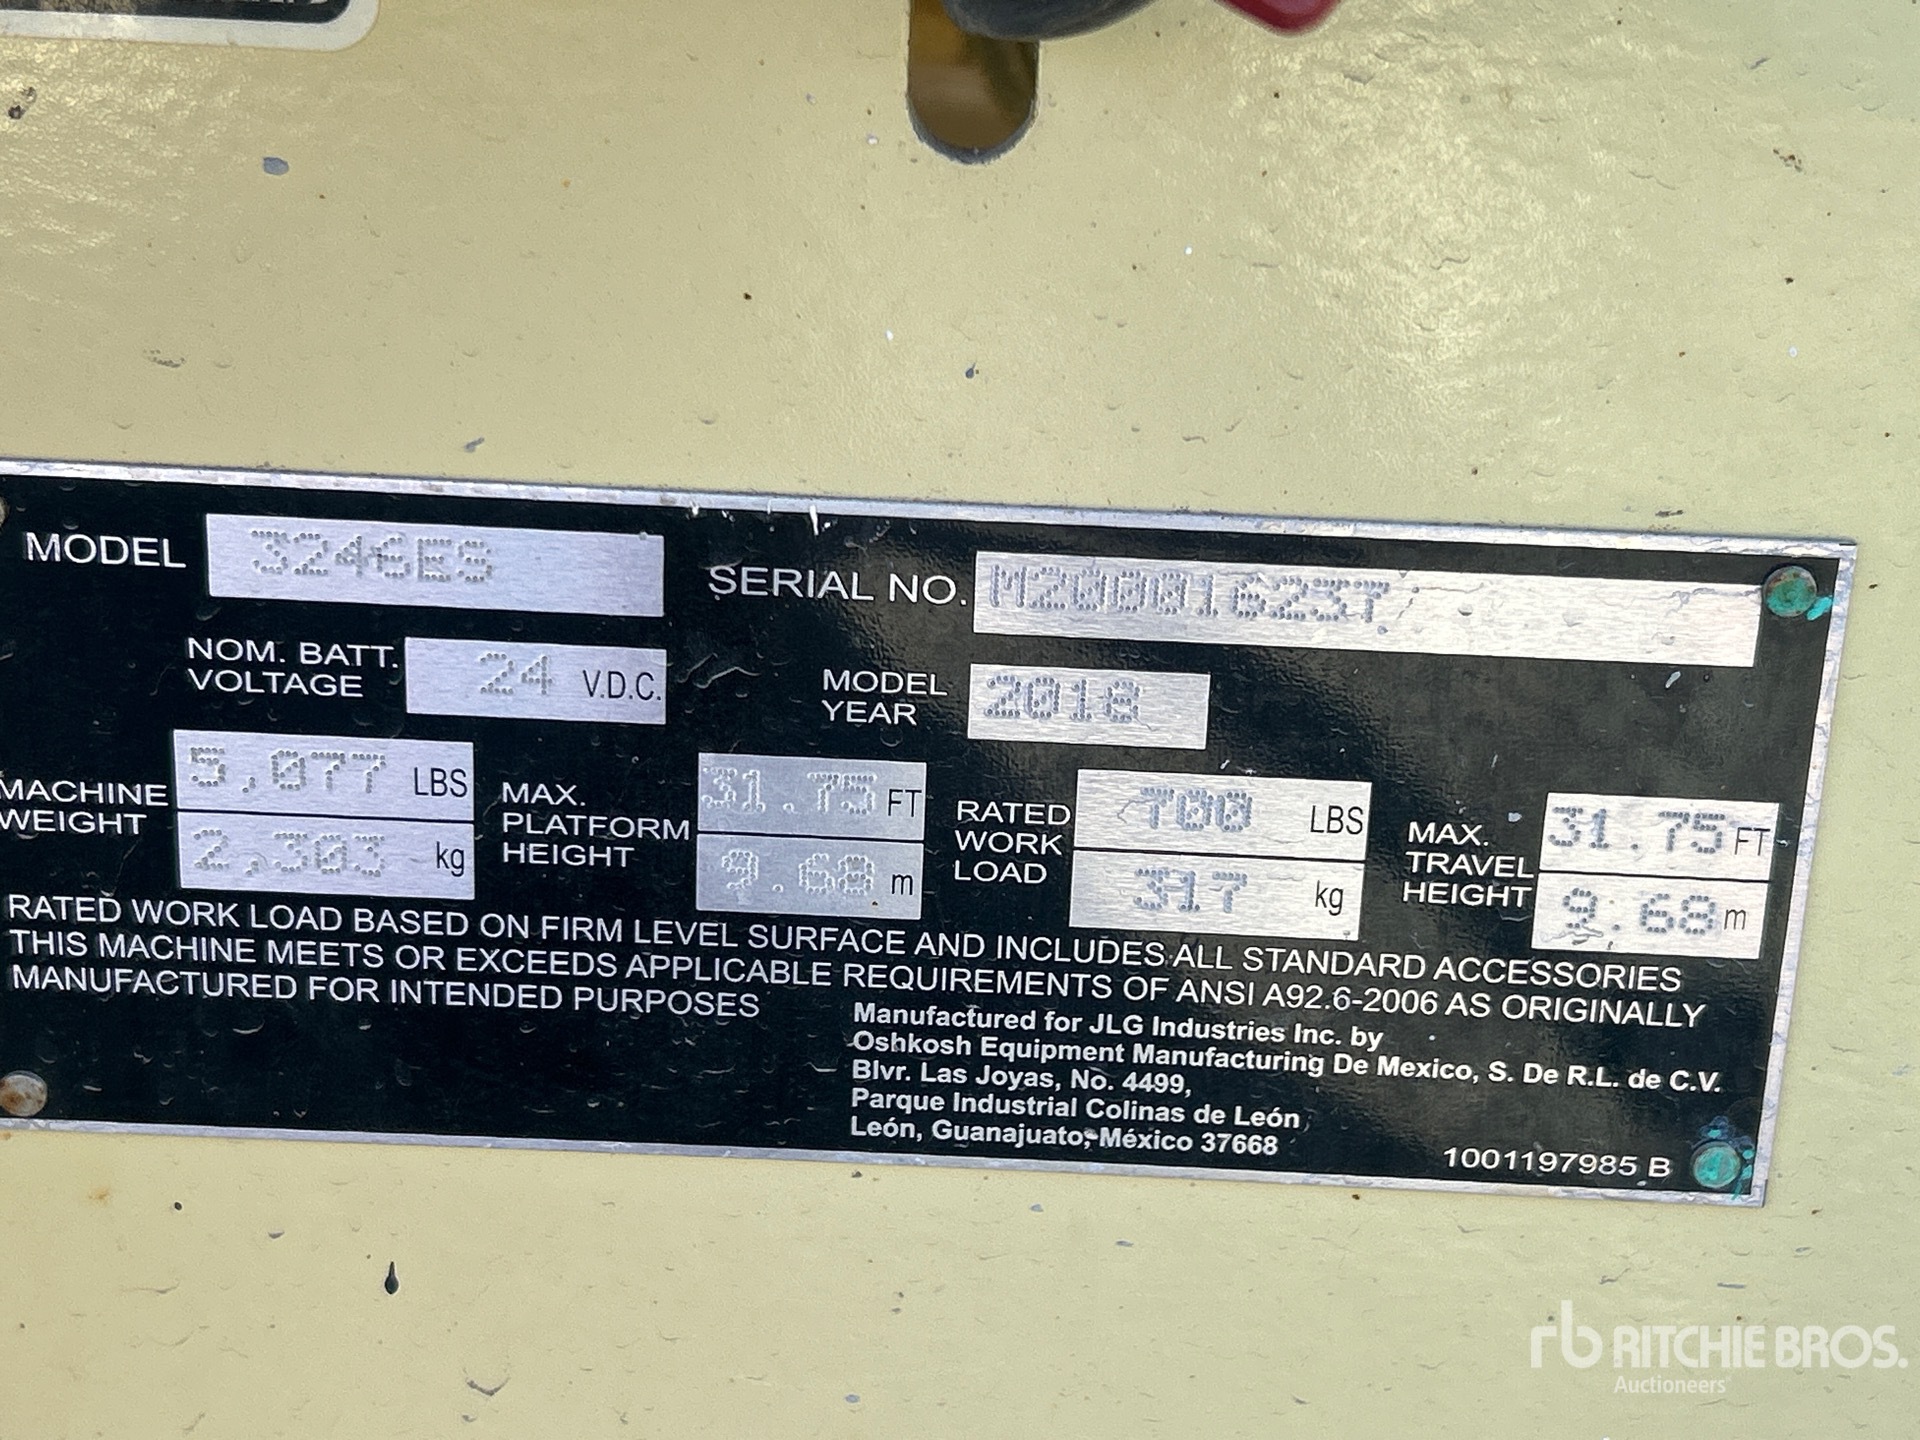 MODEL 3246ES
SERIAL NO. M200001623T
NOM. BATT. VOLTAGE 24 V.D.C.
MODEL YEAR 2018
MACHINE WEIGHT 5,077 LBS
2,303 kg
MAX. PLATFORM HEIGHT 31.75 FT
9.68 m
RATED WORK LOAD 700 LBS
317 kg
MAX. TRAVEL HEIGHT 31.75 FT
9.68 m
RATED WORK LOAD BASED ON FIRM LEVEL SURFACE AND INCLUDES ALL STANDARD ACCESSORIES
THIS MACHINE MEETS OR EXCEEDS APPLICABLE REQUIREMENTS OF ANSI A92.6-2006 AS ORIGINALLY
MANUFACTURED FOR INTENDED PURPOSES
Manufactured for JLG Industries Inc. by
Oshkosh Equipment Manufacturing De Mexico, S. De R.L. de C.V.
Blvr. Las Joyas, No. 4499,
Parque Industrial Colinas de León
León, Guanajuato, México 37668
1001197985 B
rb RITCHIE BROS.
Auctioneers